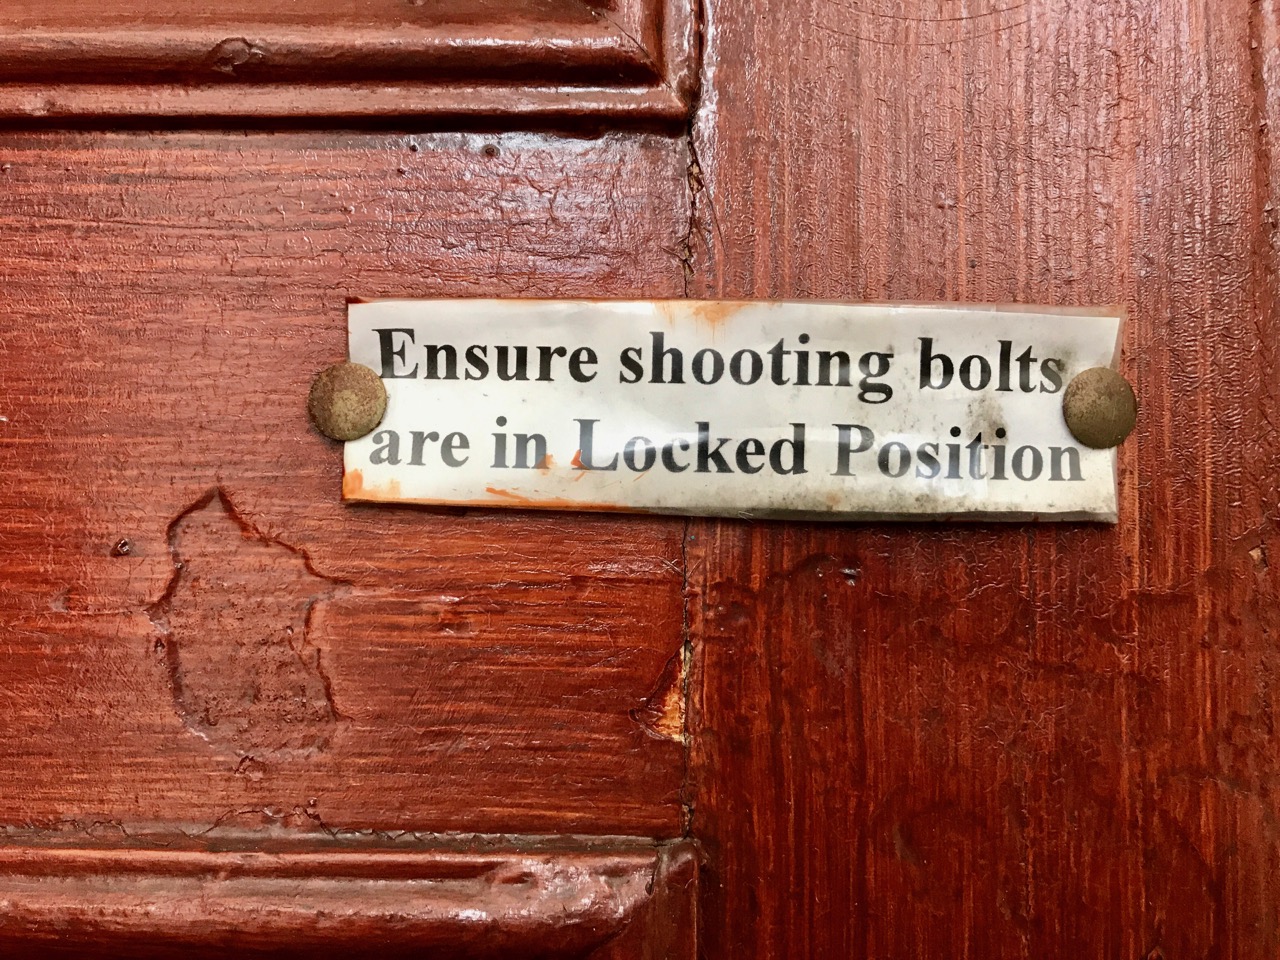 Ensure shooting bolts
are in Locked Position